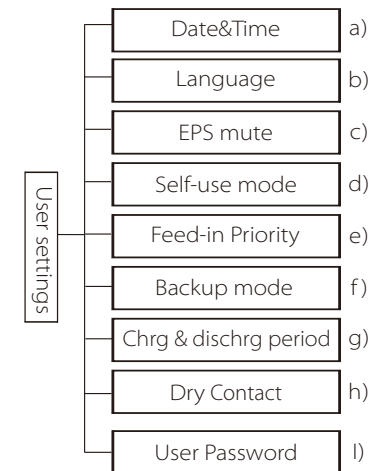 User settings
Date&Time a)
Language b)
EPS mute c)
Self-use mode d)
Feed-in Priority e)
Backup mode f)
Chrg & dischrg period g)
Dry Contact h)
User Password l)